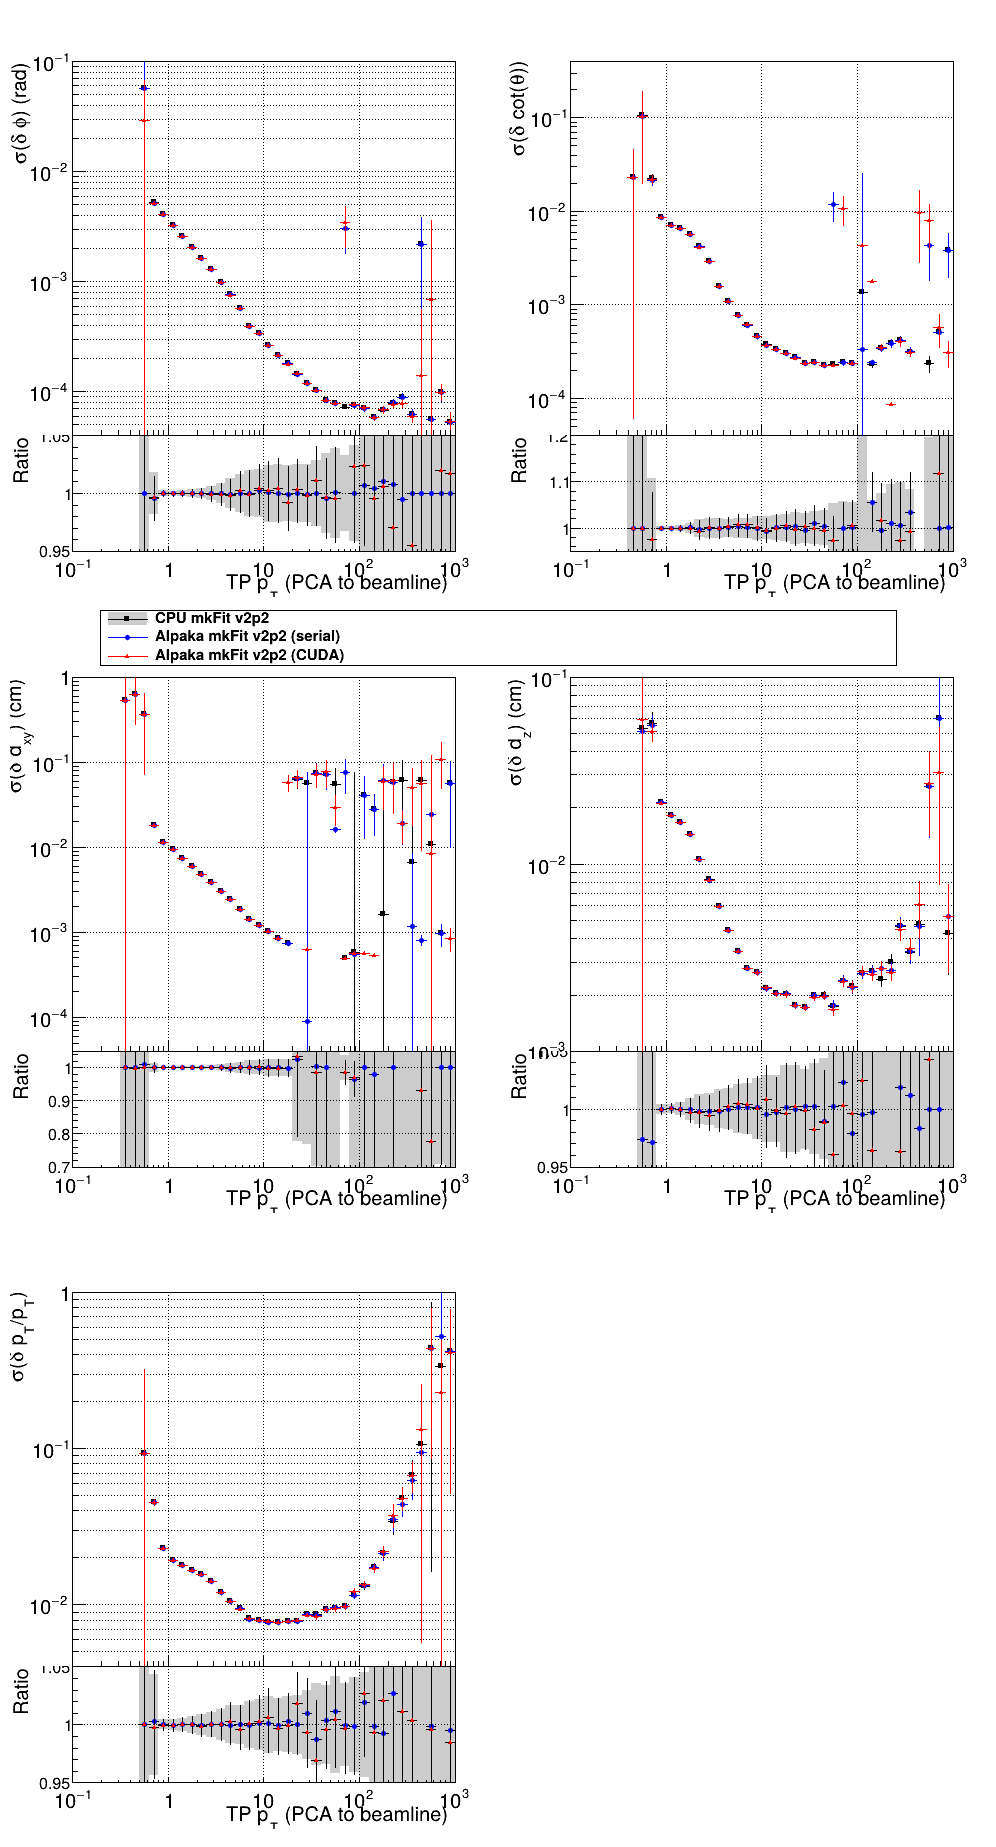 σ(δ φ) (rad)
10⁻¹
10⁻²
10⁻³
10⁻⁴
Ratio
1.05
1
0.95
10⁻¹ 1 10 10² 10³
TP p_T (PCA to beamline)
σ(δ cot(θ))
10⁻¹
10⁻²
10⁻³
10⁻⁴
Ratio
1.2
1.1
1
10⁻¹ 1 10 10² 10³
TP p_T (PCA to beamline)
CPU mkFit v2p2
Alpaka mkFit v2p2 (serial)
Alpaka mkFit v2p2 (CUDA)
σ(δ d_xy) (cm)
1
10⁻¹
10⁻²
10⁻³
10⁻⁴
Ratio
1
0.9
0.8
0.7
10⁻¹ 1 10 10² 10³
TP p_T (PCA to beamline)
σ(δ d_z) (cm)
10⁻¹
10⁻²
Ratio
1
0.95
10⁻¹ 1 10 10² 10³
TP p_T (PCA to beamline)
σ(δ p_T/p_T)
1
10⁻¹
10⁻²
Ratio
1.05
1
0.95
10⁻¹ 1 10 10² 10³
TP p_T (PCA to beamline)